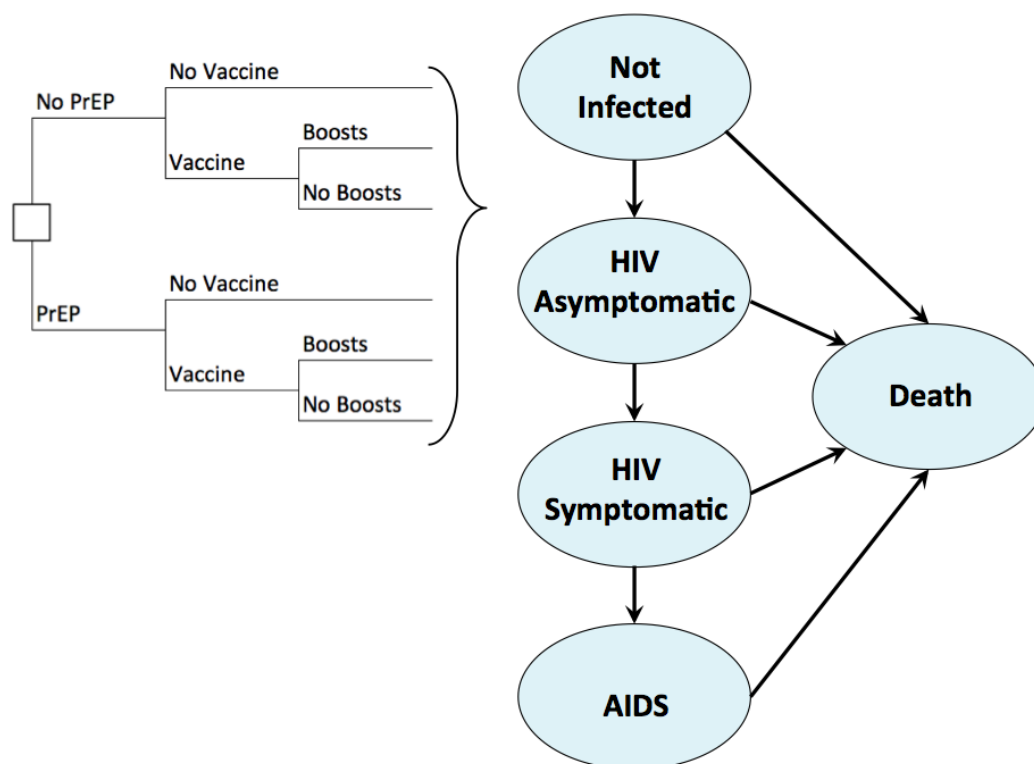 No PrEP
No Vaccine
Vaccine
Boosts
No Boosts
PrEP
No Vaccine
Vaccine
Boosts
No Boosts
Not
Infected
HIV
Asymptomatic
HIV
Symptomatic
AIDS
Death